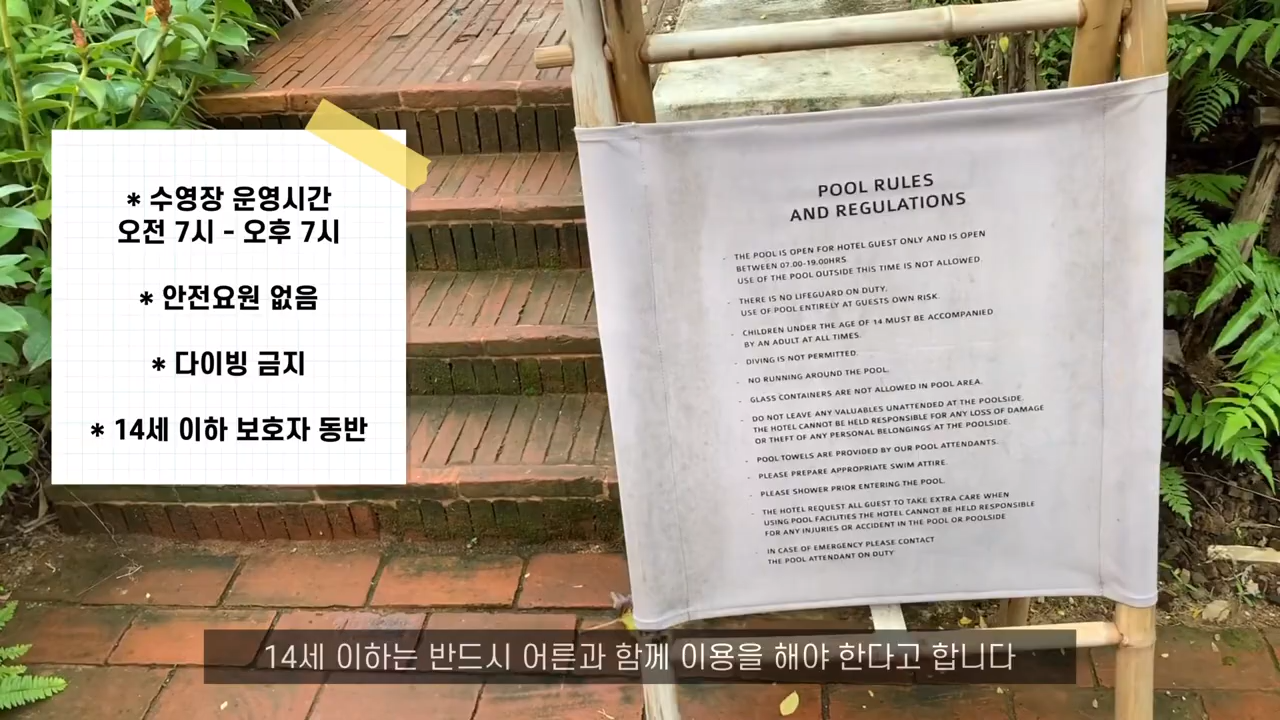 * 수영장 운영시간
오전 7시 - 오후 7시
* 안전요원 없음
* 다이빙 금지
* 14세 이하 보호자 동반
POOL RULES
AND REGULATIONS
- THE POOL IS OPEN FOR HOTEL GUEST ONLY AND IS OPEN
BETWEEN 07.00-19.00HRS
USE OF THE POOL OUTSIDE THIS TIME IS NOT ALLOWED.
- THERE IS NO LIFEGUARD ON DUTY.
USE OF POOL ENTIRELY AT GUESTS OWN RISK.
- CHILDREN UNDER THE AGE OF 14 MUST BE ACCOMPANIED
BY AN ADULT AT ALL TIMES.
- DIVING IS NOT PERMITTED.
- NO RUNNING AROUND THE POOL.
- GLASS CONTAINERS ARE NOT ALLOWED IN POOL AREA.
- DO NOT LEAVE ANY VALUABLES UNATTENDED AT THE POOLSIDE.
THE HOTEL CANNOT BE HELD RESPONSIBLE FOR ANY LOSS OF DAMAGE
OR THEFT OF ANY PERSONAL BELONGINGS AT THE POOLSIDE.
- POOL TOWELS ARE PROVIDED BY OUR POOL ATTENDANTS.
- PLEASE PREPARE APPROPRIATE SWIM ATTIRE.
- PLEASE SHOWER PRIOR ENTERING THE POOL.
- THE HOTEL REQUEST ALL GUEST TO TAKE EXTRA CARE WHEN
USING POOL FACILITIES THE HOTEL CANNOT BE HELD RESPONSIBLE
FOR ANY INJURIES OR ACCIDENT IN THE POOL OR POOLSIDE
- IN CASE OF EMERGENCY PLEASE CONTACT
THE POOL ATTENDANT ON DUTY
14세 이하는 반드시 어른과 함께 이용을 해야 한다고 합니다